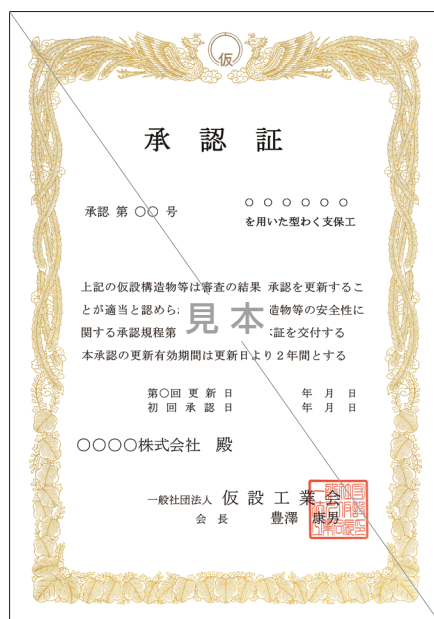 仮
承認証
承認 第 〇〇 号
〇 〇 〇 〇 〇 〇
を用いた型わく支保工
上記の仮設構造物等は審査の結果 承認を更新するこ
とが適当と認めら
造物等の安全性に
関する承認規程第
証を交付する
見本
本承認の更新有効期間は更新日より2年間とする
第〇回 更 新 日 年 月 日
初 回 承 認 日 年 月 日
〇〇〇〇株式会社 殿
一般社団法人 仮 設 工 業 会
会 長 豊澤 康男